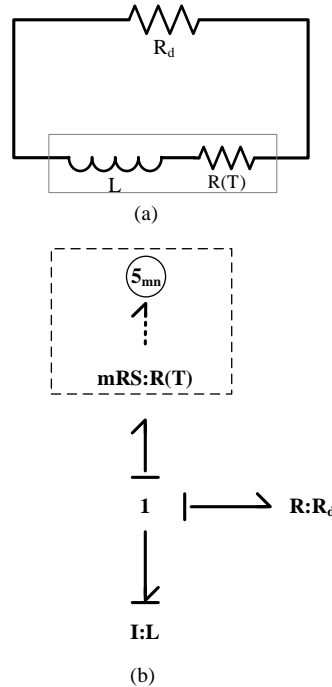 R_d
L
R(T)
(a)
5_mn
mRS:R(T)
1
R:R_d
I:L
(b)